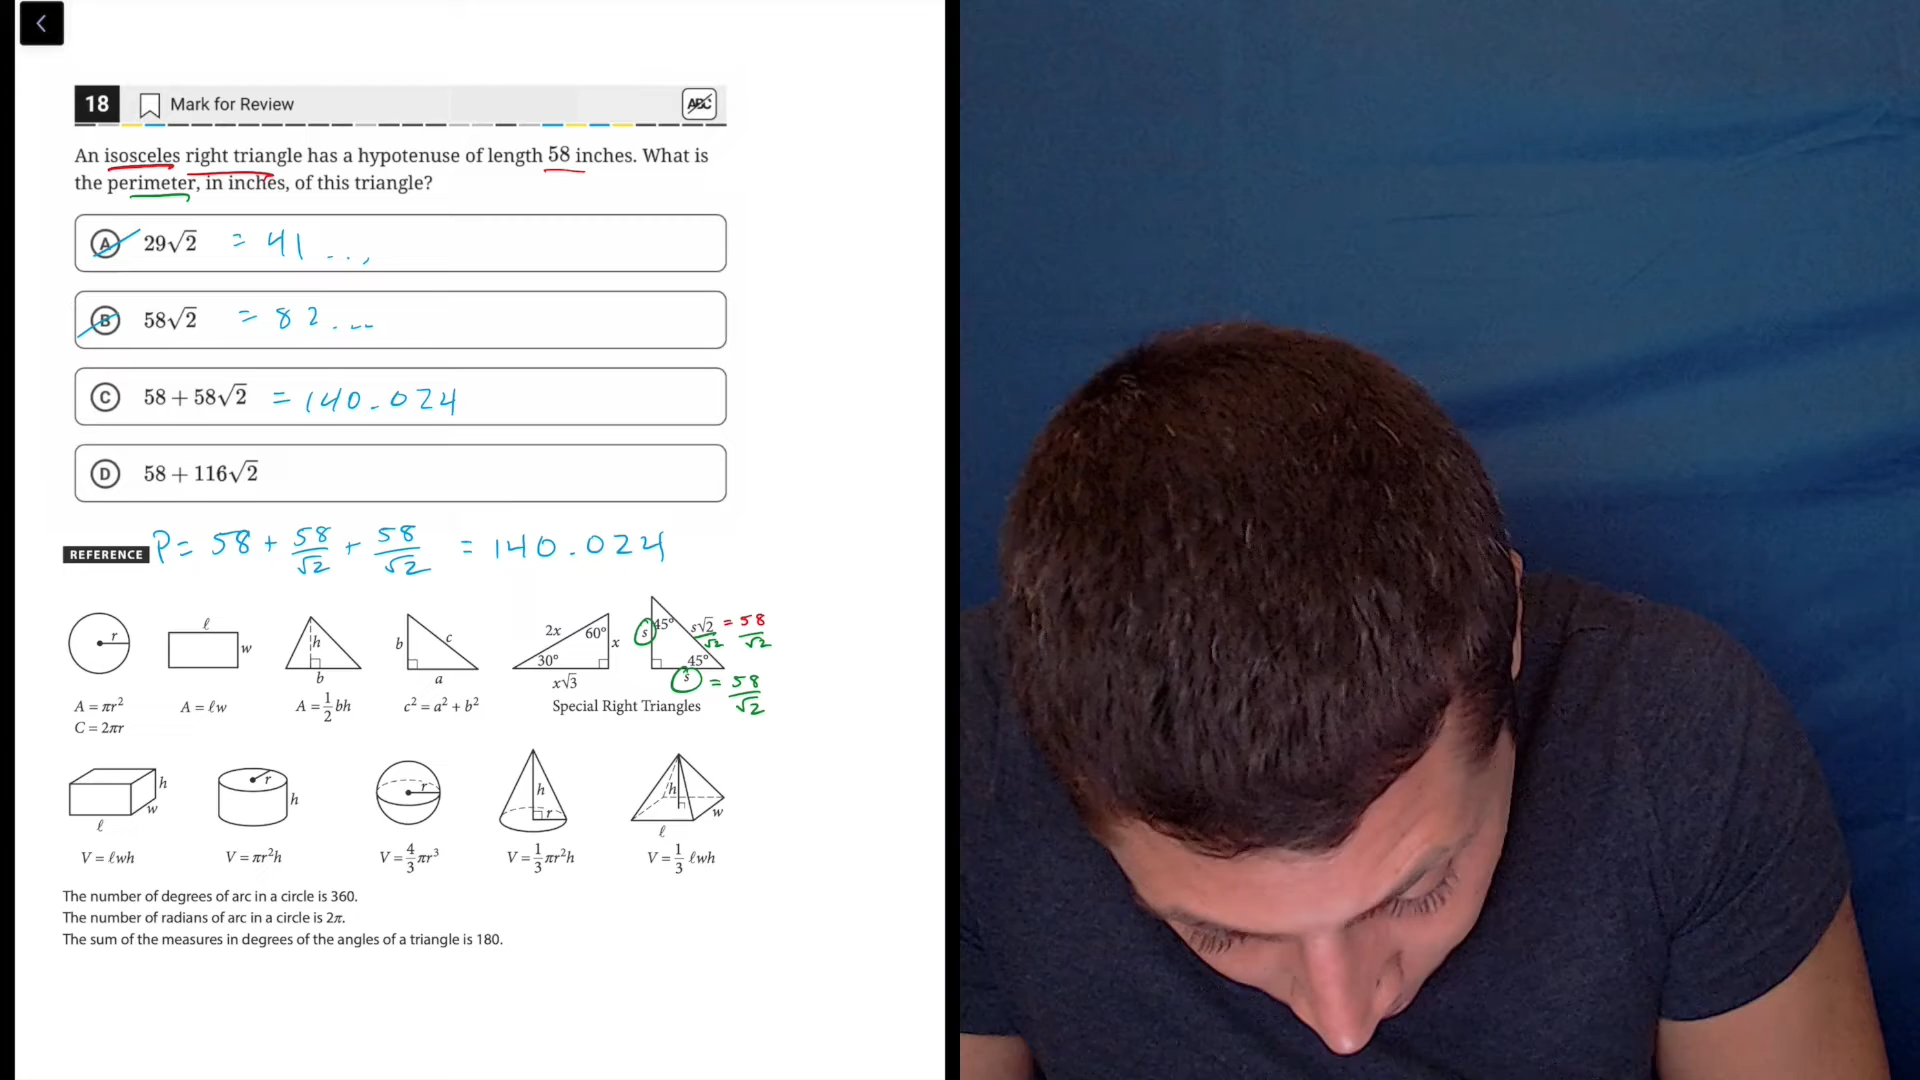 18 Mark for Review ABC
An isosceles right triangle has a hypotenuse of length 58 inches. What is
the perimeter, in inches, of this triangle?
A 29√2 = 41 ...
B 58√2 = 82...
C 58 + 58√2 = 140.024
D 58 + 116√2
REFERENCE P = 58 + 58/√2 + 58/√2 = 140.024
r ℓ w h b b c a 2x 60° x 30° x√3 s 45° s√2/√2 = 58/√2 45° s = 58/√2
A = πr² A = ℓw A = 1/2 bh c² = a² + b² Special Right Triangles
C = 2πr
h w ℓ r h r h r h w ℓ
V = ℓwh V = πr²h V = 4/3 πr³ V = 1/3 πr²h V = 1/3 ℓwh
The number of degrees of arc in a circle is 360.
The number of radians of arc in a circle is 2π.
The sum of the measures in degrees of the angles of a triangle is 180.